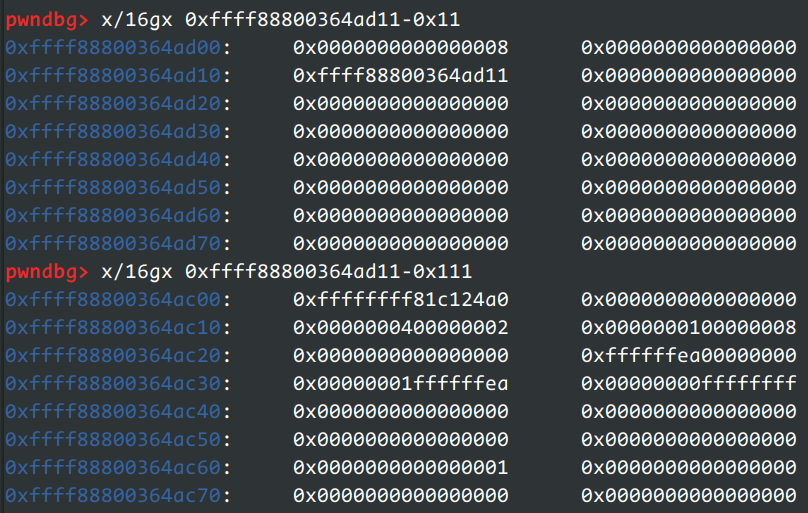 pwndbg> x/16gx 0xffff88800364ad11-0x11
0xffff88800364ad00: 0x0000000000000008 0x0000000000000000
0xffff88800364ad10: 0xffff88800364ad11 0x0000000000000000
0xffff88800364ad20: 0x0000000000000000 0x0000000000000000
0xffff88800364ad30: 0x0000000000000000 0x0000000000000000
0xffff88800364ad40: 0x0000000000000000 0x0000000000000000
0xffff88800364ad50: 0x0000000000000000 0x0000000000000000
0xffff88800364ad60: 0x0000000000000000 0x0000000000000000
0xffff88800364ad70: 0x0000000000000000 0x0000000000000000
pwndbg> x/16gx 0xffff88800364ad11-0x111
0xffff88800364ac00: 0xffffffff81c124a0 0x0000000000000000
0xffff88800364ac10: 0x0000000400000002 0x0000000100000008
0xffff88800364ac20: 0x0000000000000000 0xffffffea00000000
0xffff88800364ac30: 0x00000001ffffffea 0x00000000ffffffff
0xffff88800364ac40: 0x0000000000000000 0x0000000000000000
0xffff88800364ac50: 0x0000000000000000 0x0000000000000000
0xffff88800364ac60: 0x0000000000000001 0x0000000000000000
0xffff88800364ac70: 0x0000000000000000 0x0000000000000000